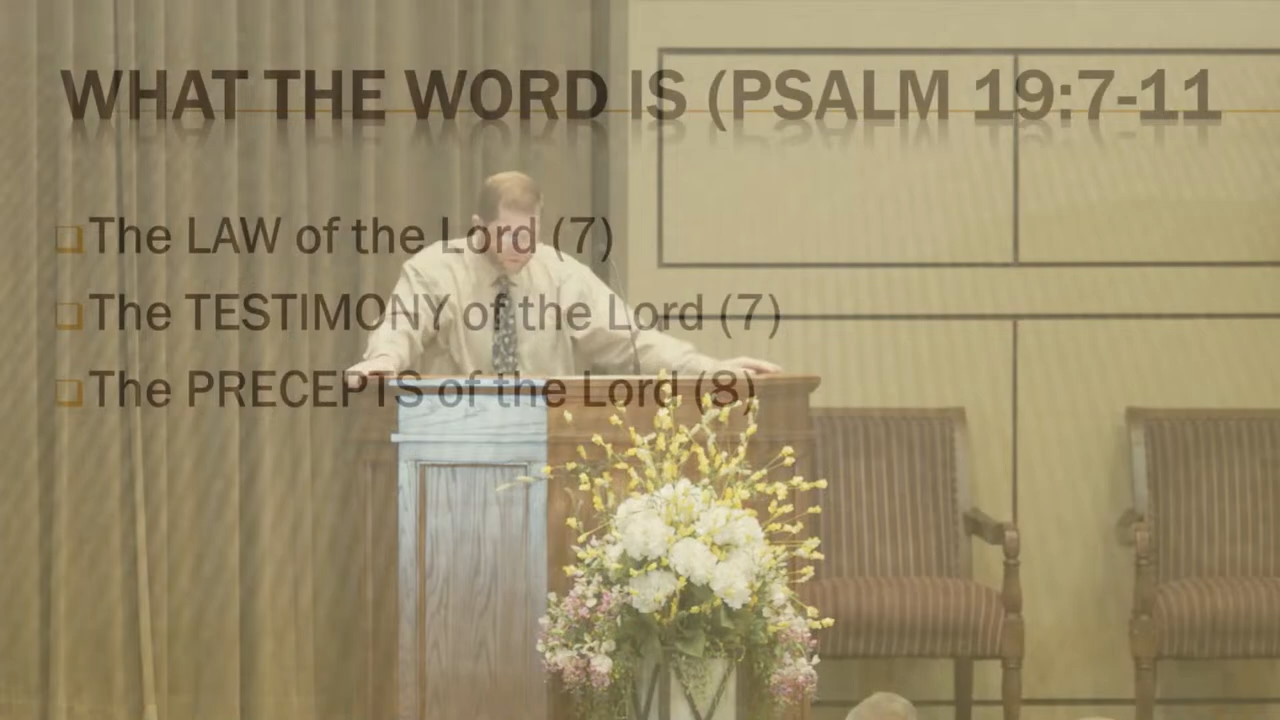 WHAT THE WORD IS (PSALM 19:7-11
The LAW of the Lord (7)
The TESTIMONY of the Lord (7)
The PRECEPTS of the Lord (8)